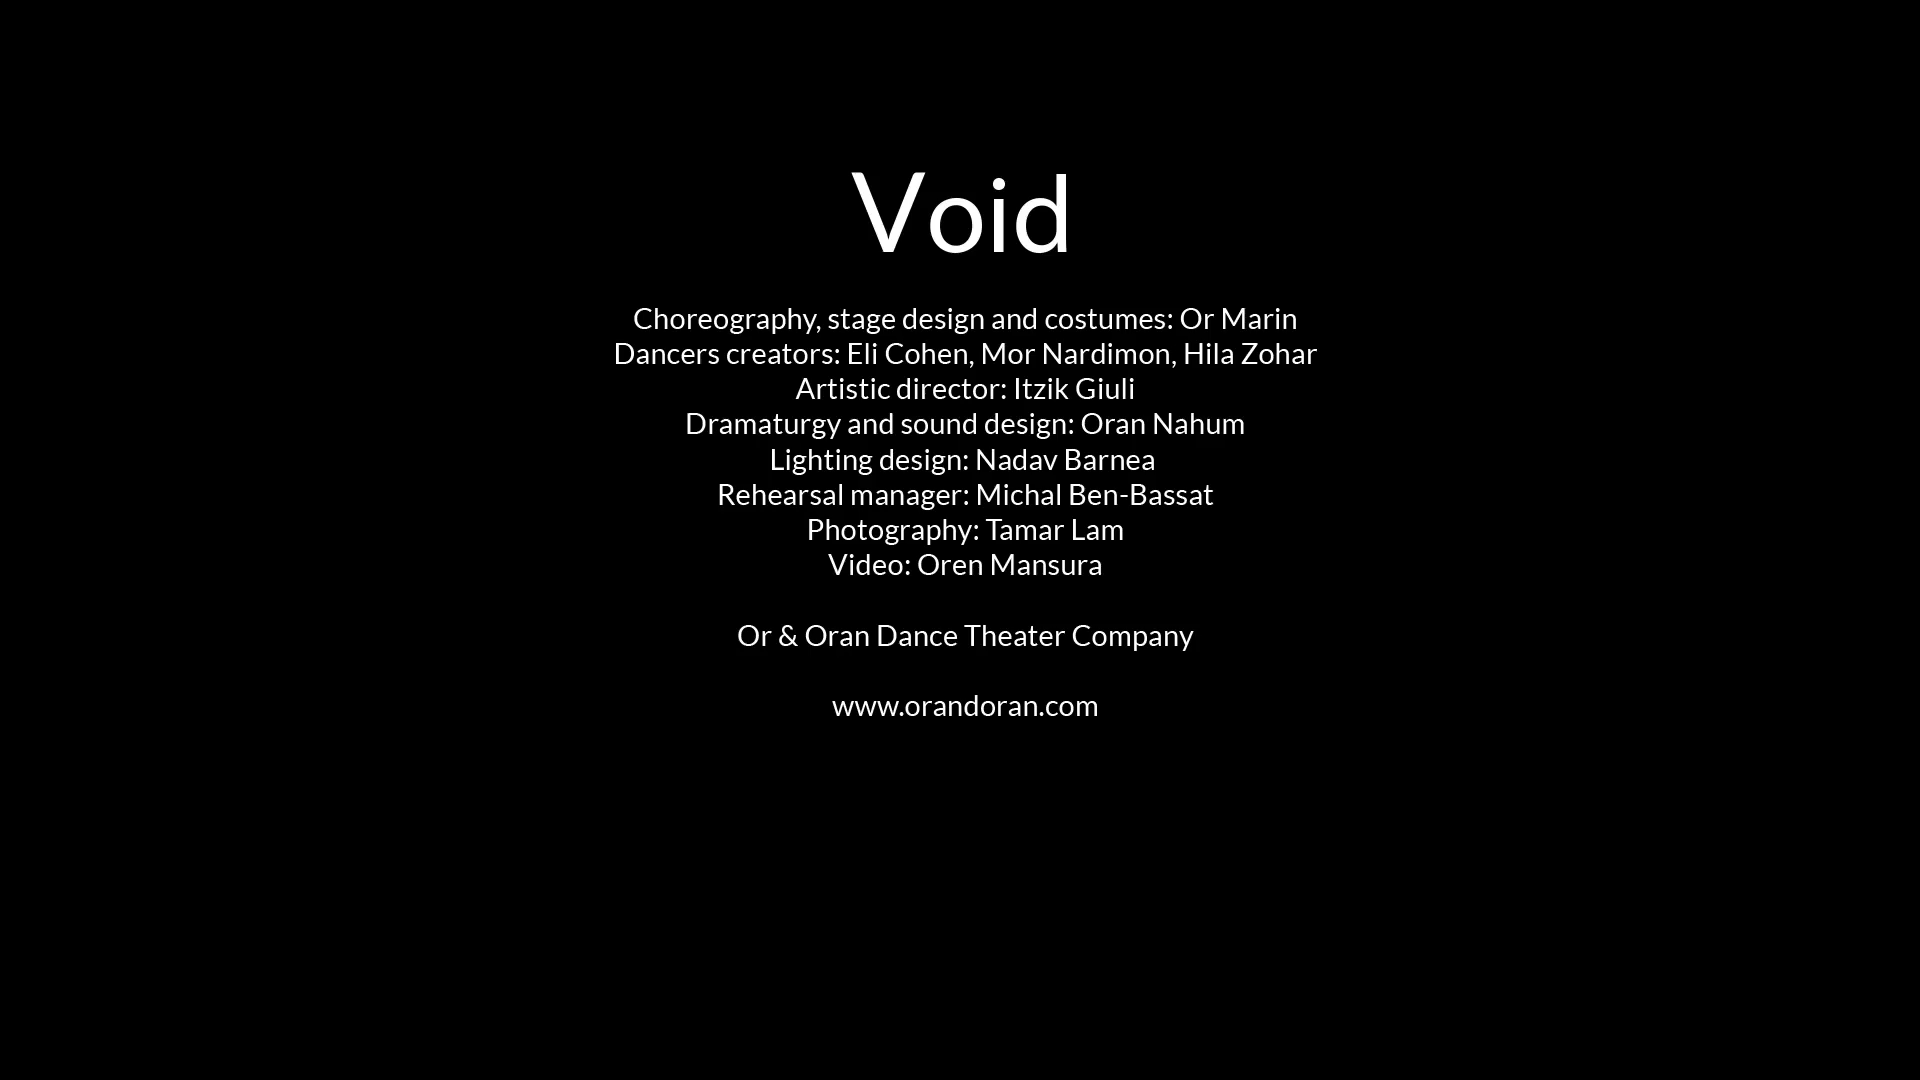 Void
Choreography, stage design and costumes: Or Marin
Dancers creators: Eli Cohen, Mor Nardimon, Hila Zohar
Artistic director: Itzik Giuli
Dramaturgy and sound design: Oran Nahum
Lighting design: Nadav Barnea
Rehearsal manager: Michal Ben-Bassat
Photography: Tamar Lam
Video: Oren Mansura
Or & Oran Dance Theater Company
www.orandoran.com